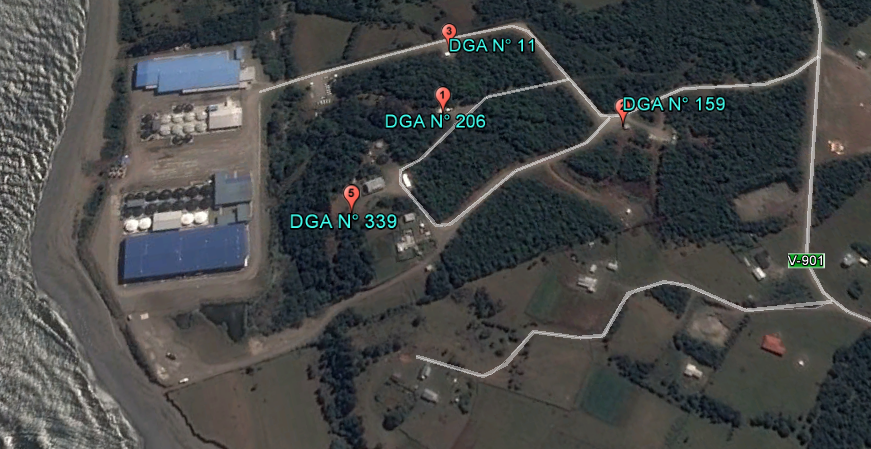 3
DGA N° 11
1
DGA N° 206
DGA N° 159
5
DGA N° 339
V-901